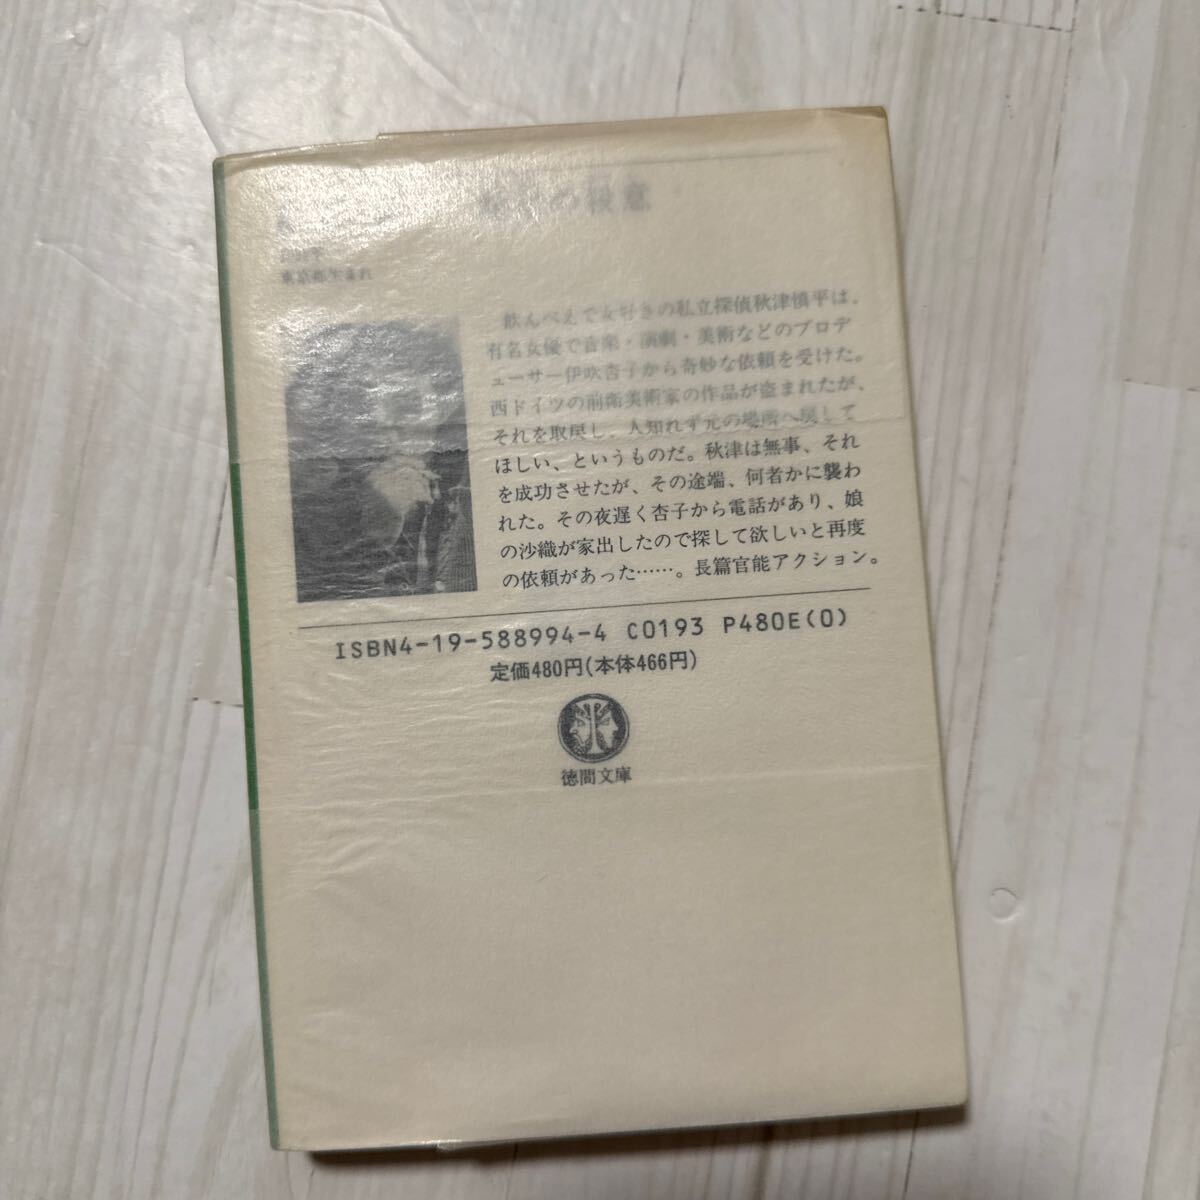 の殺意
東京都生まれ
飲んべえで女好きの私立探偵秋津慎平は、
有名女優で音楽・演劇・美術などのプロデ
ューサー伊吹杏子から奇妙な依頼を受けた。
西ドイツの前衛美術家の作品が盗まれたが、
それを取戻し、人知れず元の場所へ戻して
ほしい、というものだ。秋津は無事、それ
を成功させたが、その途端、何者かに襲わ
れた。その夜遅く杏子から電話があり、娘
の沙織が家出したので探して欲しいと再度
の依頼があった……。長篇官能アクション。
ISBN4-19-588994-4 C0193 P480E(0)
定価480円(本体466円)
徳間文庫